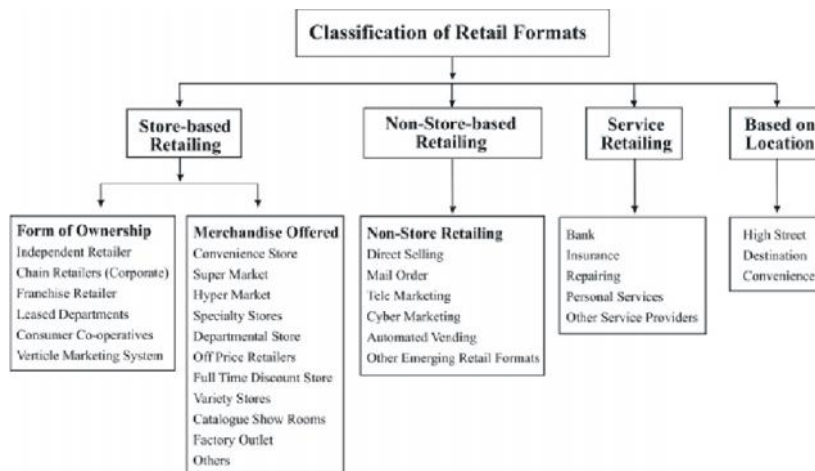 Classification of Retail Formats
Store-based
Retailing
Non-Store-based
Retailing
Service
Retailing
Based on
Location
Form of Ownership
Independent Retailer
Chain Retailers (Corporate)
Franchise Retailer
Leased Departments
Consumer Co-operatives
Verticle Marketing System
Merchandise Offered
Convenience Store
Super Market
Hyper Market
Specialty Stores
Departmental Store
Off Price Retailers
Full Time Discount Store
Variety Stores
Catalogue Show Rooms
Factory Outlet
Others
Non-Store Retailing
Direct Selling
Mail Order
Tele Marketing
Cyber Marketing
Automated Vending
Other Emerging Retail Formats
Bank
Insurance
Repairing
Personal Services
Other Service Providers
High Street
Destination
Convenience